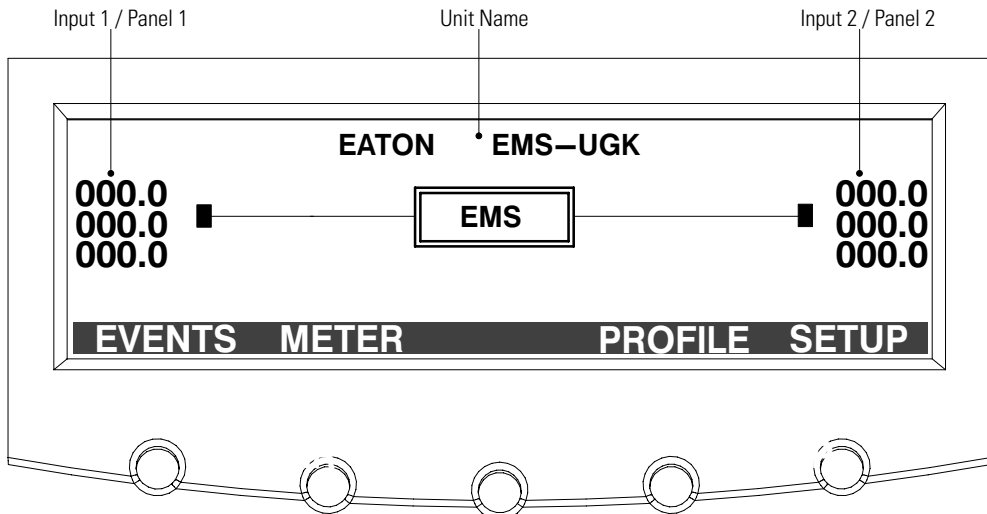 Input 1 / Panel 1 Unit Name Input 2 / Panel 2
EATON EMS–UGK
000.0 000.0
000.0 EMS 000.0
000.0 000.0
EVENTS METER PROFILE SETUP